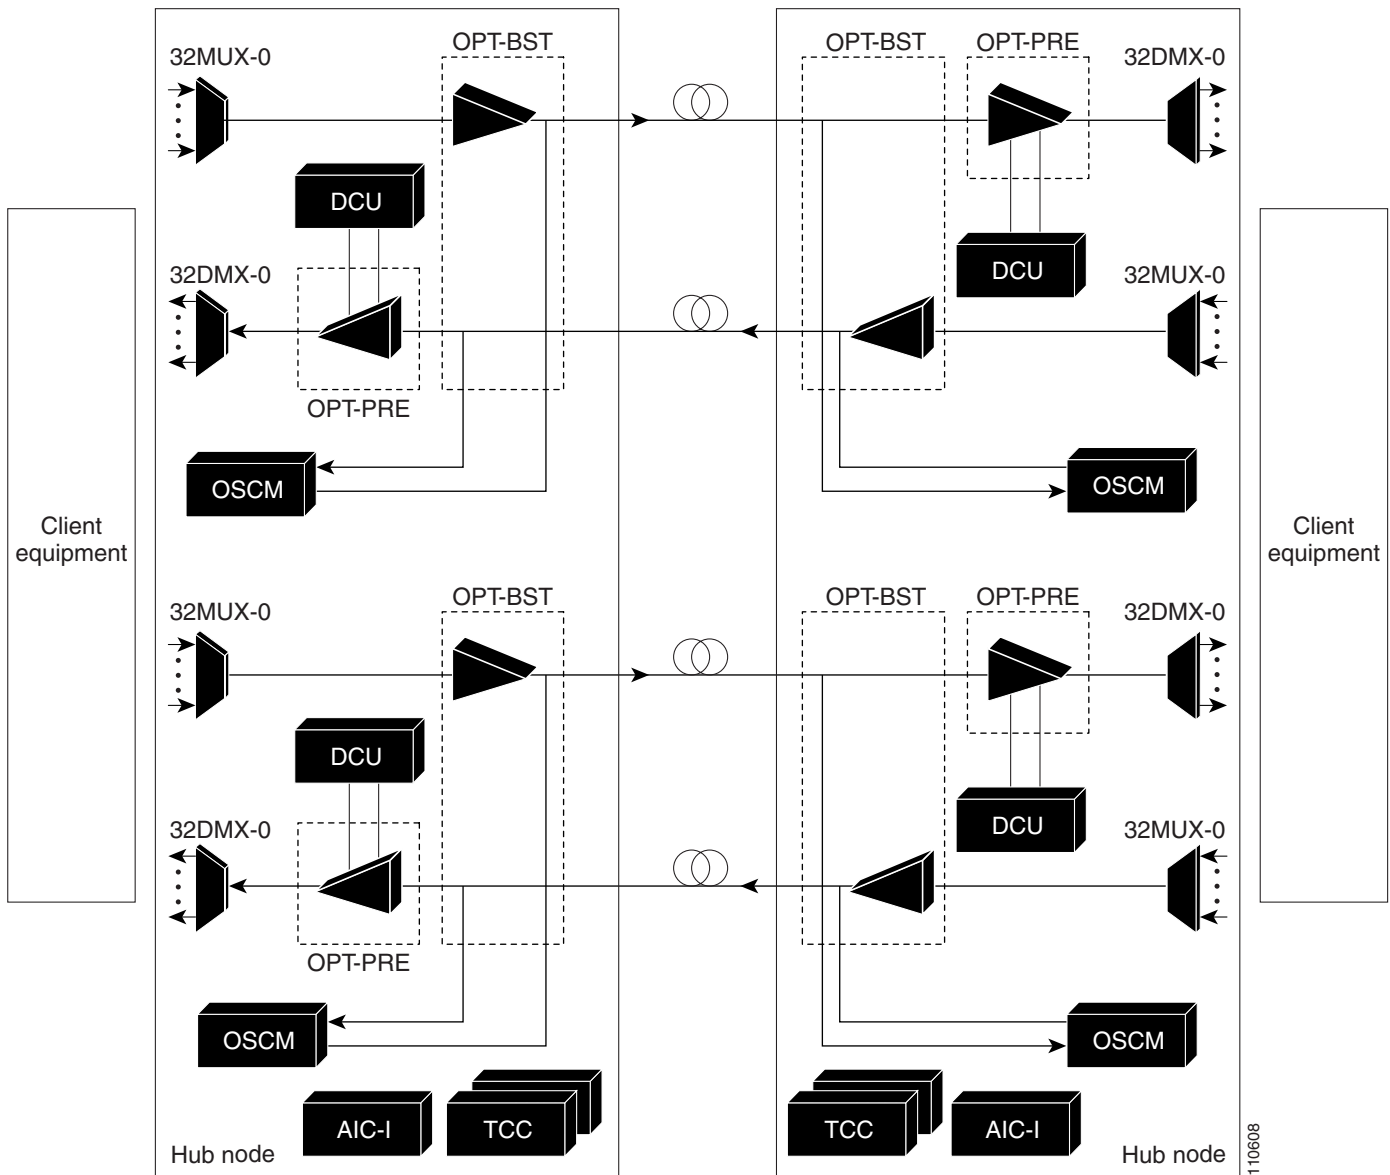 OPT-BST
OPT-BST
OPT-PRE
32MUX-0
32DMX-0
DCU
DCU
32DMX-0
32MUX-0
OPT-PRE
OSCM
OSCM
Client
equipment
Client
equipment
OPT-BST
OPT-BST
OPT-PRE
32MUX-0
32DMX-0
DCU
DCU
32DMX-0
32MUX-0
OPT-PRE
OSCM
OSCM
AIC-I
TCC
TCC
AIC-I
Hub node
Hub node
110608